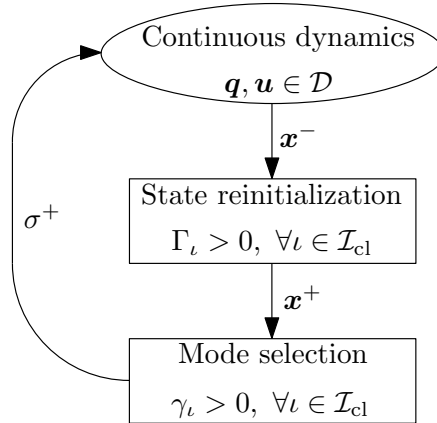 Continuous dynamics
q, u ∈ 𝒟
x⁻
State reinitialization
Γ_ι > 0, ∀ι ∈ ℐ_cl
σ⁺
x⁺
Mode selection
γ_ι > 0, ∀ι ∈ ℐ_cl